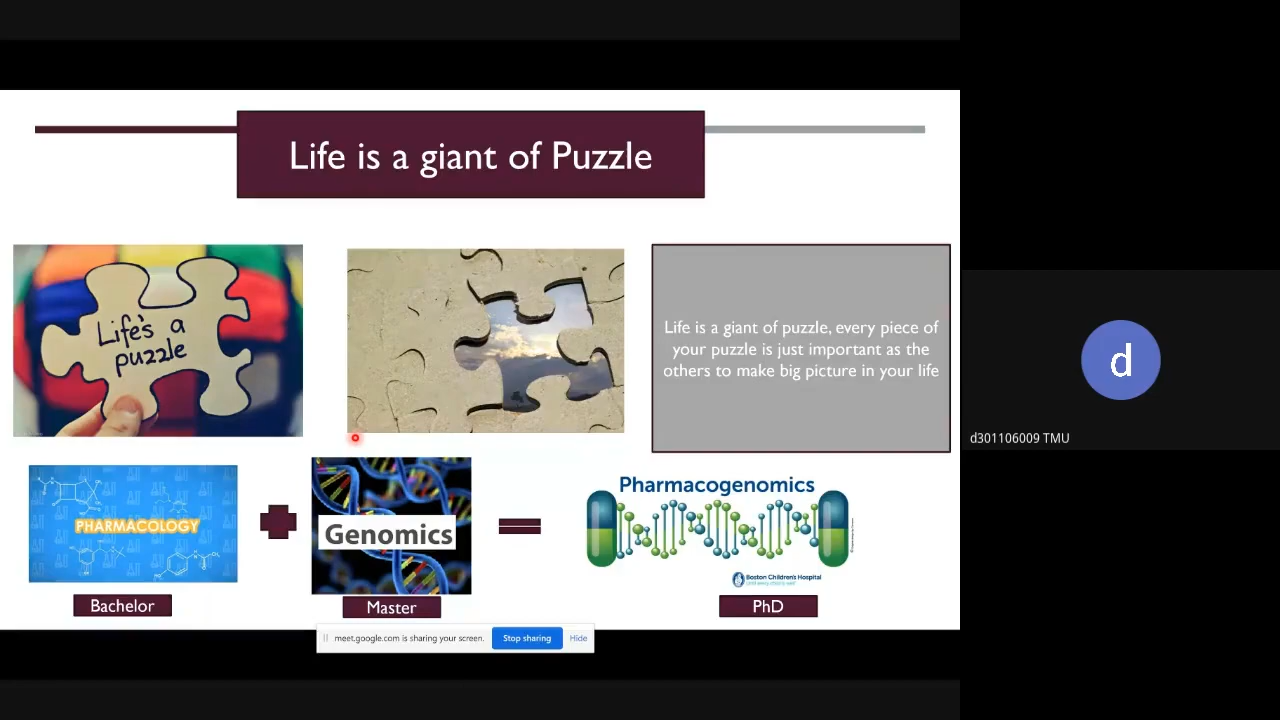 Life is a giant of Puzzle
Life's a
puzzle
Life is a giant of puzzle, every piece of
your puzzle is just important as the
others to make big picture in your life
d
d301106009 TMU
PHARMACOLOGY
Genomics
Pharmacogenomics
Boston Children's Hospital
Bachelor
Master
PhD
meet.google.com is sharing your screen.
Stop sharing
Hide